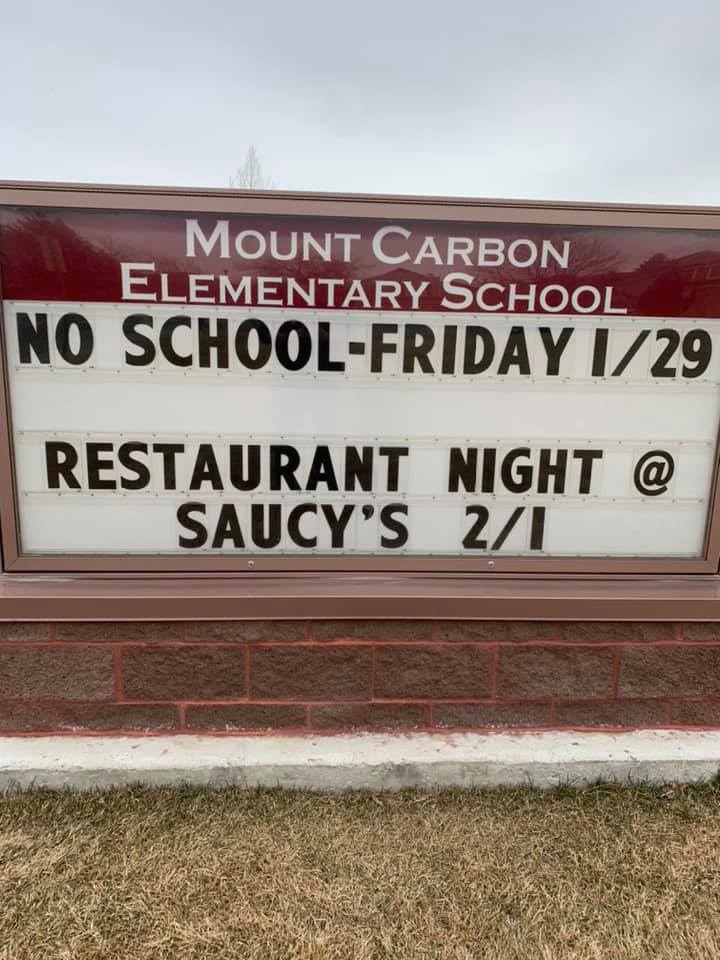 MOUNT CARBON
ELEMENTARY SCHOOL
NO SCHOOL-FRIDAY 1/29
RESTAURANT NIGHT @
SAUCY'S 2/1